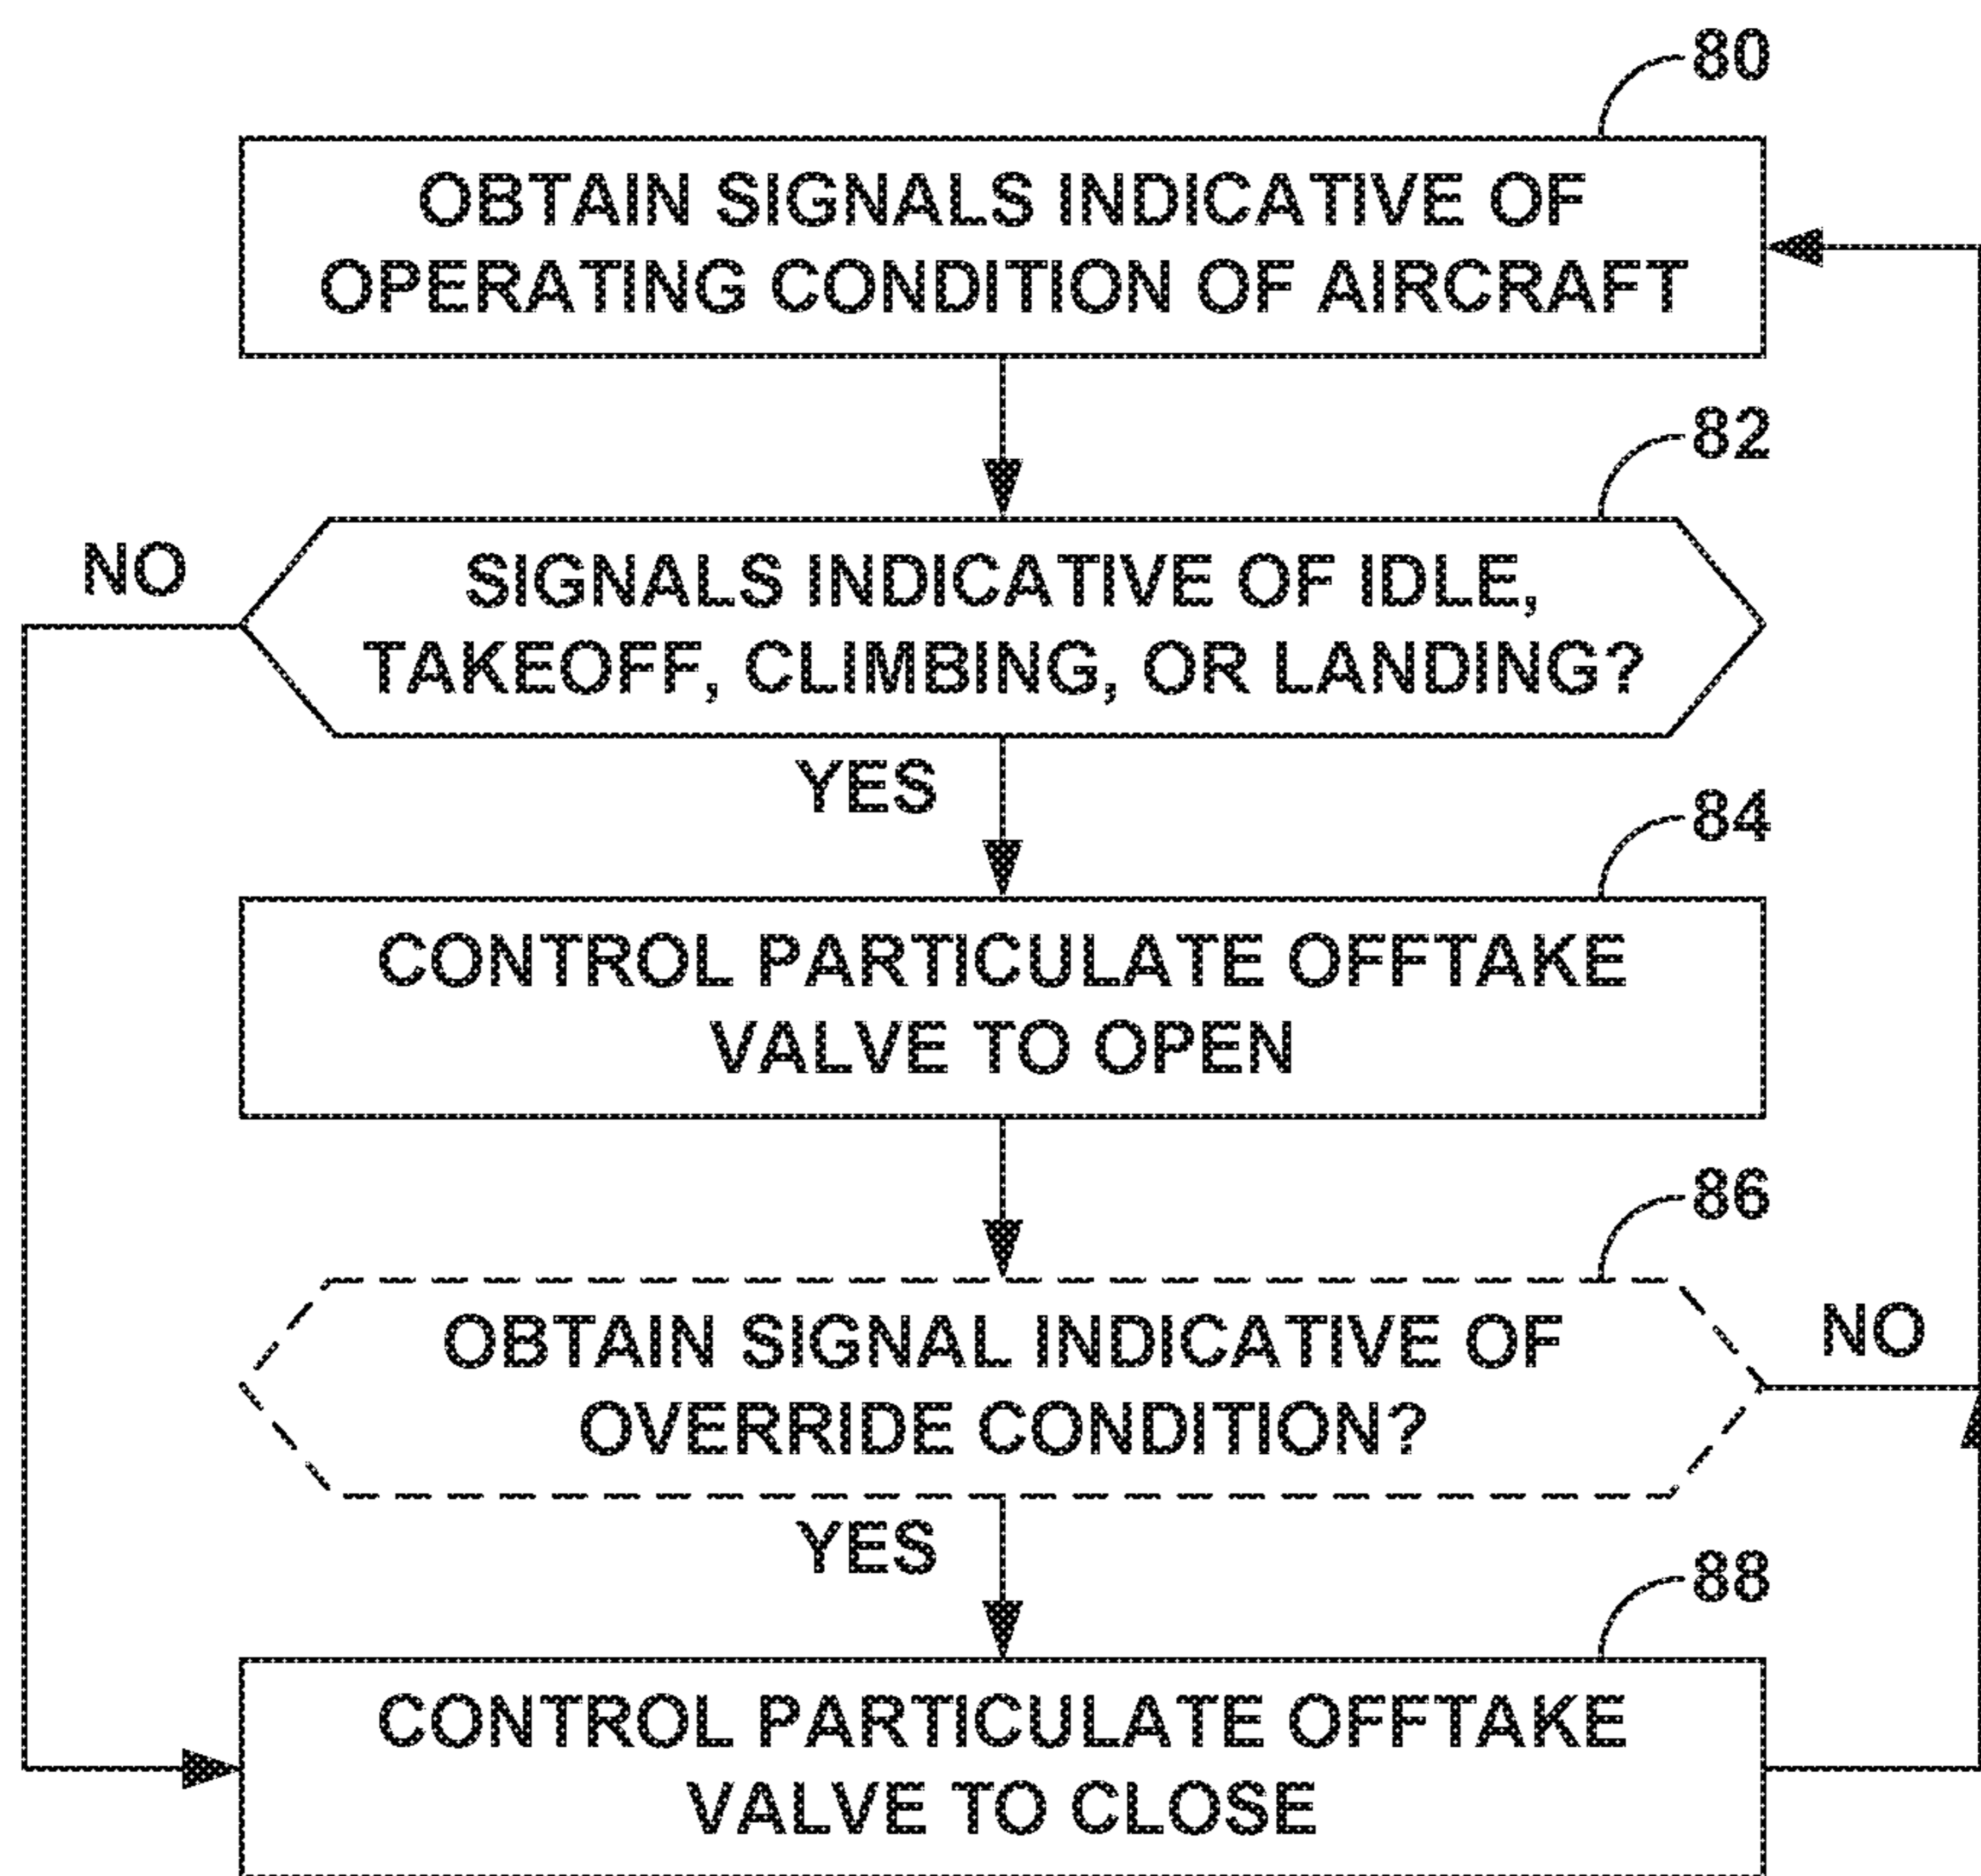 80
OBTAIN SIGNALS INDICATIVE OF
OPERATING CONDITION OF AIRCRAFT
82
NO
SIGNALS INDICATIVE OF IDLE,
TAKEOFF, CLIMBING, OR LANDING?
YES
84
CONTROL PARTICULATE OFFTAKE
VALVE TO OPEN
86
OBTAIN SIGNAL INDICATIVE OF
OVERRIDE CONDITION?
NO
YES
88
CONTROL PARTICULATE OFFTAKE
VALVE TO CLOSE